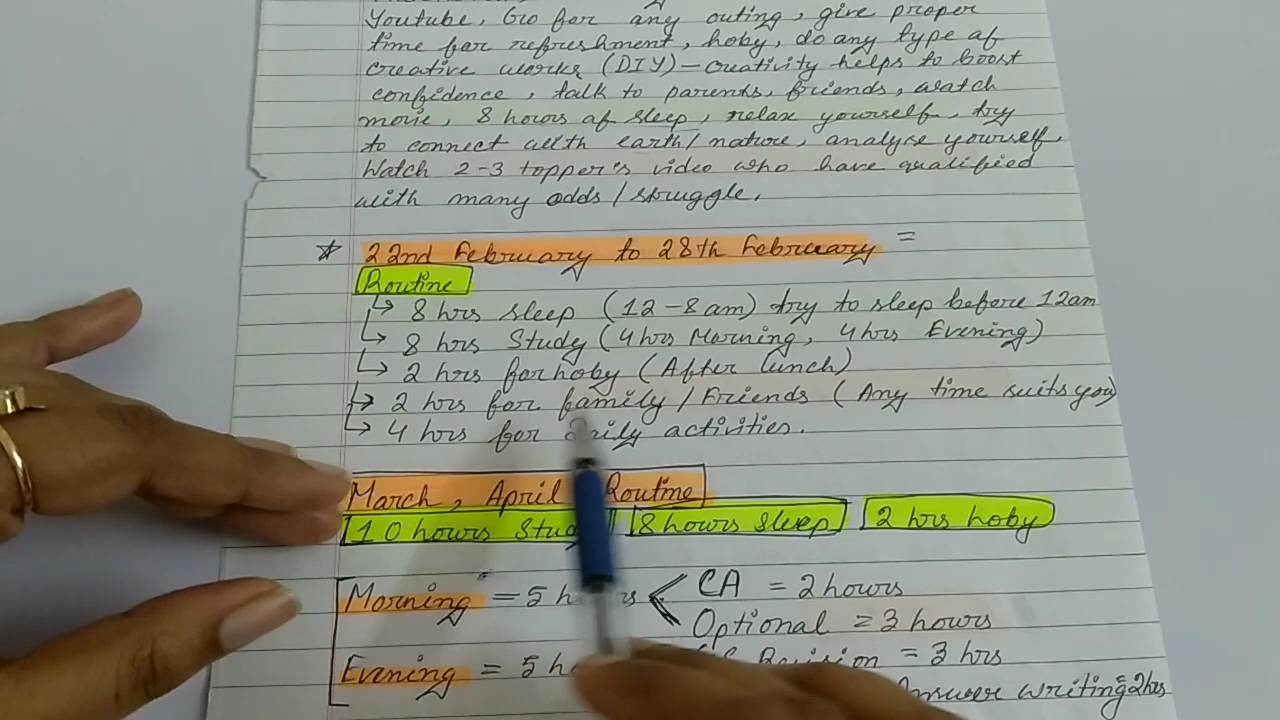 Youtube, Go for any outing, give proper
time for refreshment, hoby, do any type of
creative works (DIY)-creativity helps to boost
confidence, talk to parents, friends, watch
movie, 8 hours of sleep, relax yourself, try
to connect with earth/nature, analyse yourself.
Watch 2-3 topper's video who have qualified
with many odds/struggle.
☆ 22nd February to 28th February =
Routine
↳ 8 hrs sleep (12-8am) try to sleep before 12am
↳ 8 hrs Study (4hrs Morning, 4hrs Evening)
↳ 2 hrs for hoby (After lunch)
↳ 2 hrs for family/Friends (Any time suits you)
↳ 4 hrs for daily activities.
March, April Routine
10 hours Study 8 hours Sleep 2 hrs hoby
Morning = 5 hours < CA = 2 hours
Optional = 3 hours
Evening = 5 Revision = 3 hrs
Answer writing = 2hrs